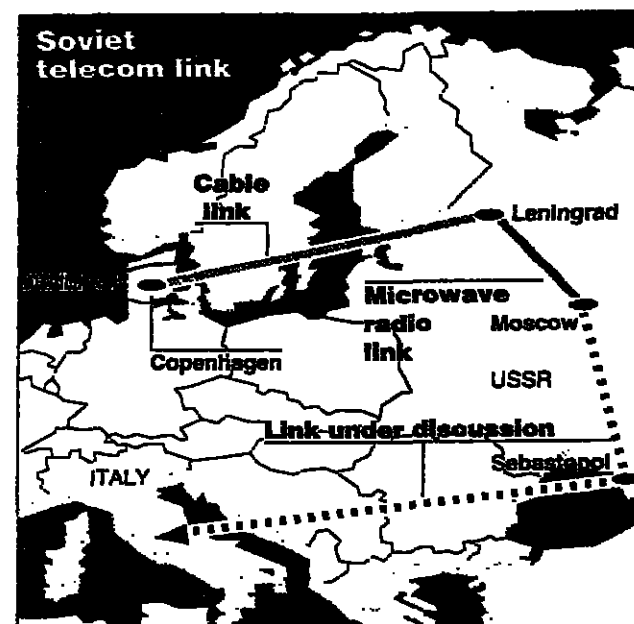 Soviet
telecom link
Cable
link
Leningrad
Microwave
radio
link
Moscow
Copenhagen
USSR
Link under discussion
Sebastopol
ITALY